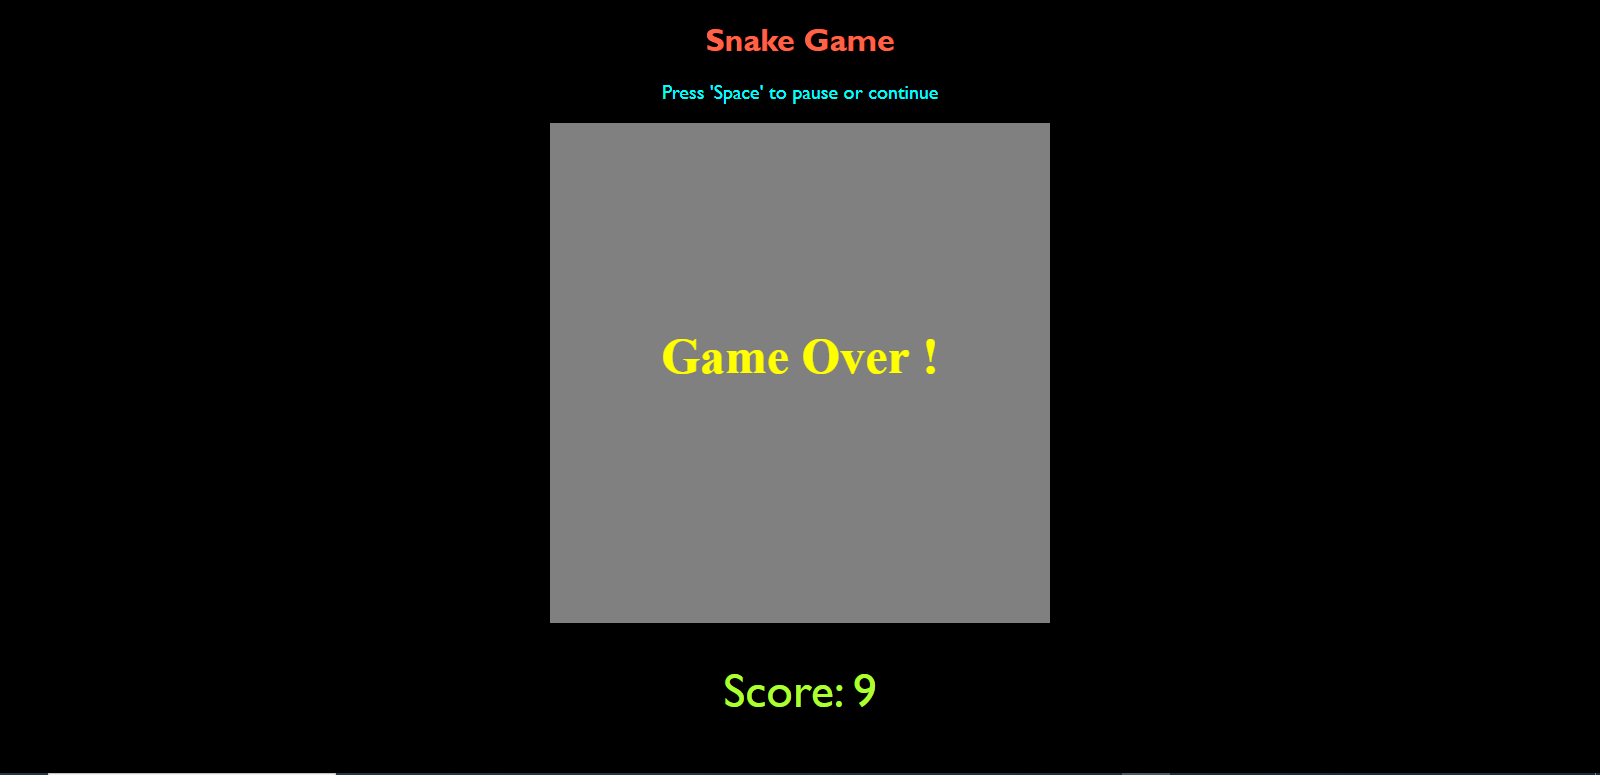 Snake Game
Press 'Space' to pause or continue
Game Over !
Score: 9